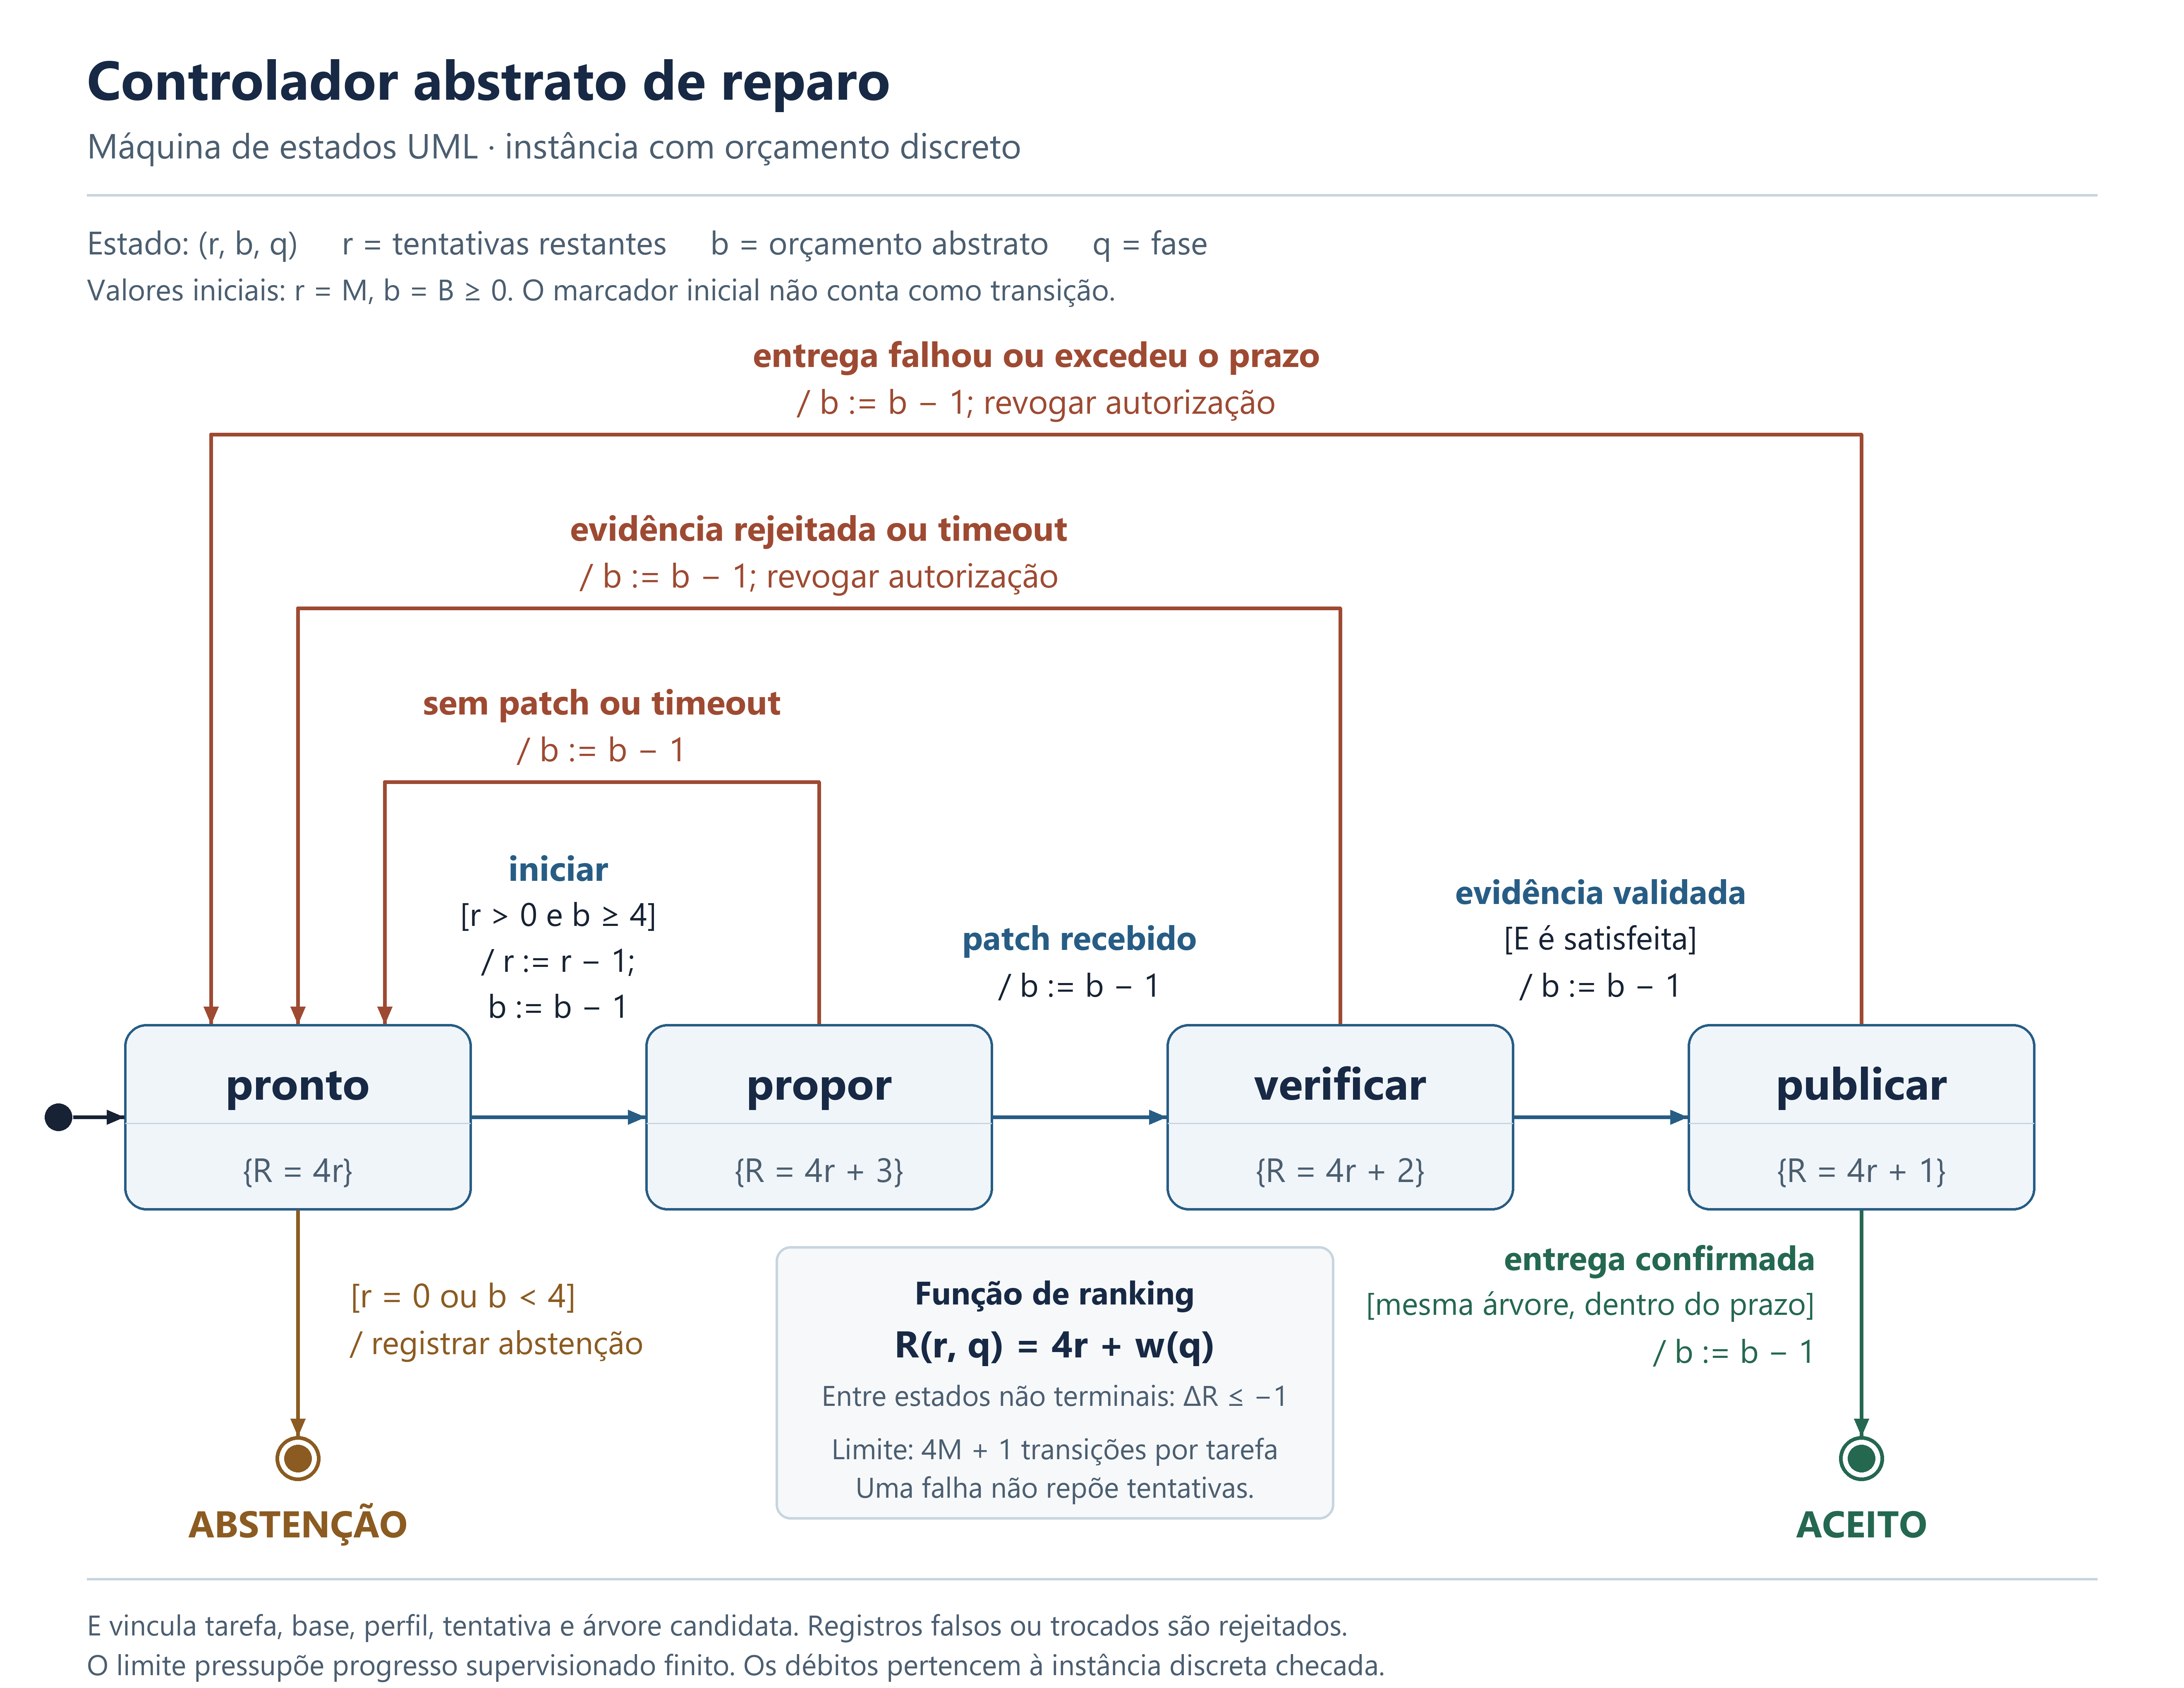 Controlador abstrato de reparo
Máquina de estados UML · instância com orçamento discreto
Estado: (r, b, q) r = tentativas restantes b = orçamento abstrato q = fase
Valores iniciais: r = M, b = B ≥ 0. O marcador inicial não conta como transição.
entrega falhou ou excedeu o prazo
/ b := b − 1; revogar autorização
evidência rejeitada ou timeout
/ b := b − 1; revogar autorização
sem patch ou timeout
/ b := b − 1
iniciar
[r > 0 e b ≥ 4]
/ r := r − 1;
b := b − 1
patch recebido
/ b := b − 1
evidência validada
[E é satisfeita]
/ b := b − 1
pronto
{R = 4r}
propor
{R = 4r + 3}
verificar
{R = 4r + 2}
publicar
{R = 4r + 1}
[r = 0 ou b < 4]
/ registrar abstenção
ABSTENÇÃO
Função de ranking
R(r, q) = 4r + w(q)
Entre estados não terminais: ΔR ≤ −1
Limite: 4M + 1 transições por tarefa
Uma falha não repõe tentativas.
entrega confirmada
[mesma árvore, dentro do prazo]
/ b := b − 1
ACEITO
E vincula tarefa, base, perfil, tentativa e árvore candidata. Registros falsos ou trocados são rejeitados.
O limite pressupõe progresso supervisionado finito. Os débitos pertencem à instância discreta checada.